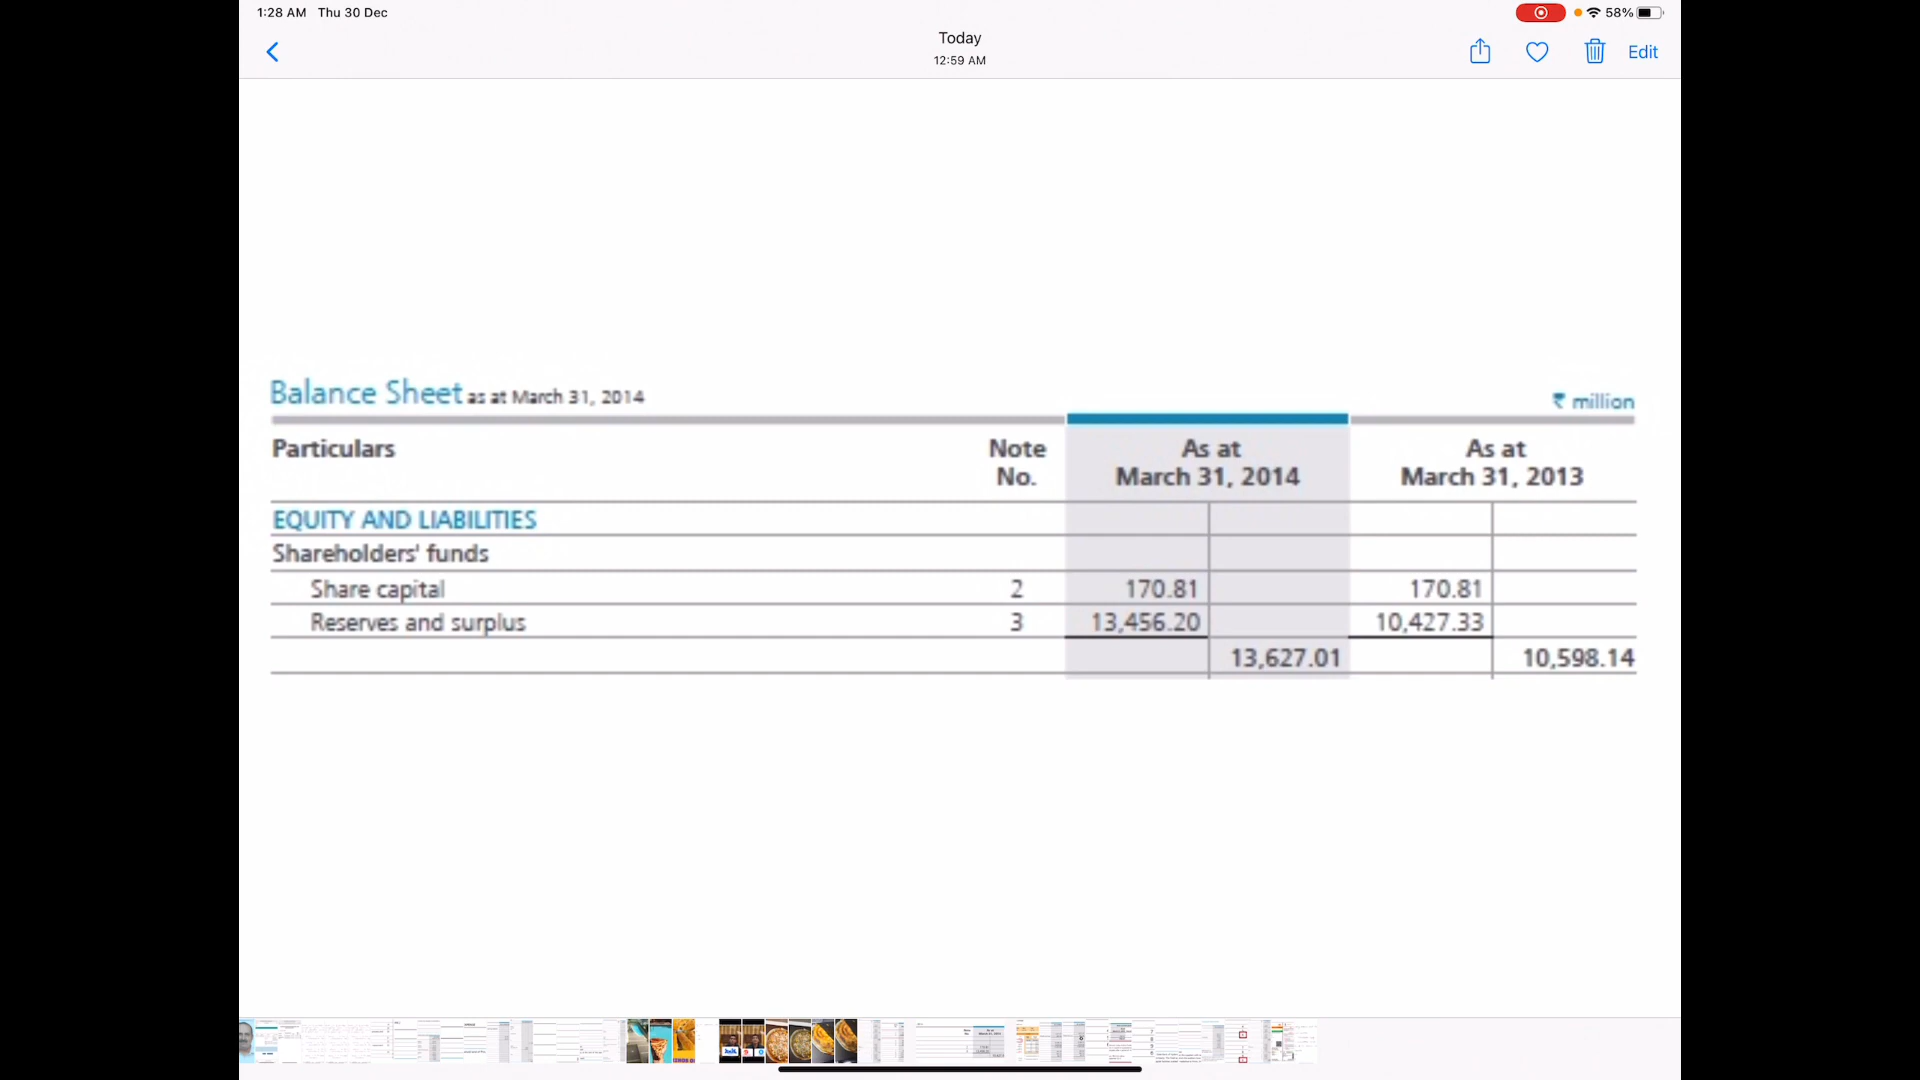 1:28 AM Thu 30 Dec
58%
Today
12:59 AM
Edit
Balance Sheet as at March 31, 2014
₹ million
Particulars Note No. As at March 31, 2014 As at March 31, 2013
EQUITY AND LIABILITIES
Shareholders' funds
Share capital 2 170.81 170.81
Reserves and surplus 3 13,456.20 10,427.33
13,627.01 10,598.14